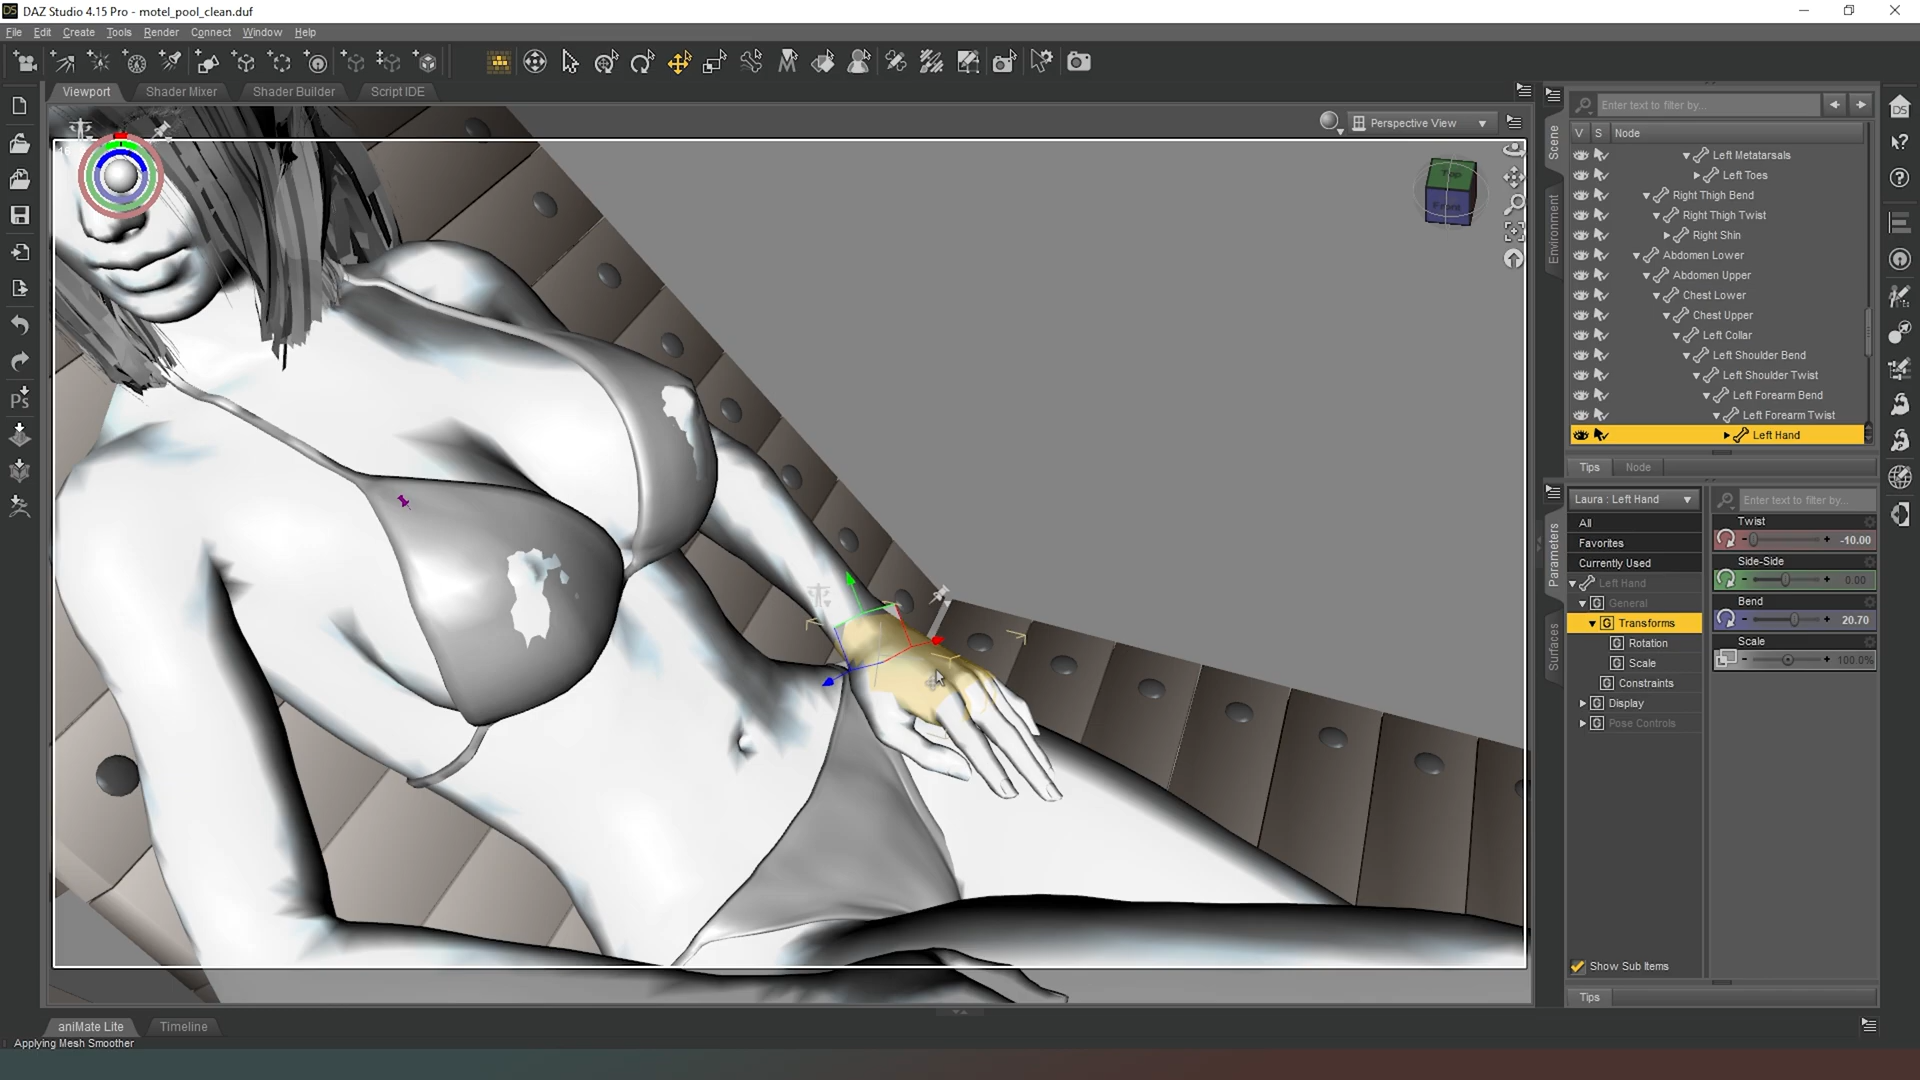 DAZ Studio 4.15 Pro - motel_pool_clean.duf
File Edit Create Tools Render Connect Window Help
Viewport Shader Mixer Shader Builder Script IDE
Perspective View
Top
Front
Ps
Scene
Environment
Enter text to filter by...
V S Node
Left Metatarsals
Left Toes
Right Thigh Bend
Right Thigh Twist
Right Shin
Abdomen Lower
Abdomen Upper
Chest Lower
Chest Upper
Left Collar
Left Shoulder Bend
Left Shoulder Twist
Left Forearm Bend
Left Forearm Twist
Left Hand
Tips Node
Parameters
Surfaces
Laura : Left Hand
All
Favorites
Currently Used
Left Hand
General
Transforms
Rotation
Scale
Constraints
Display
Pose Controls
Enter text to filter by...
Twist
-10.00
Side-Side
0.00
Bend
20.70
Scale
100.0%
Show Sub Items
Tips
aniMate Lite Timeline
Applying Mesh Smoother